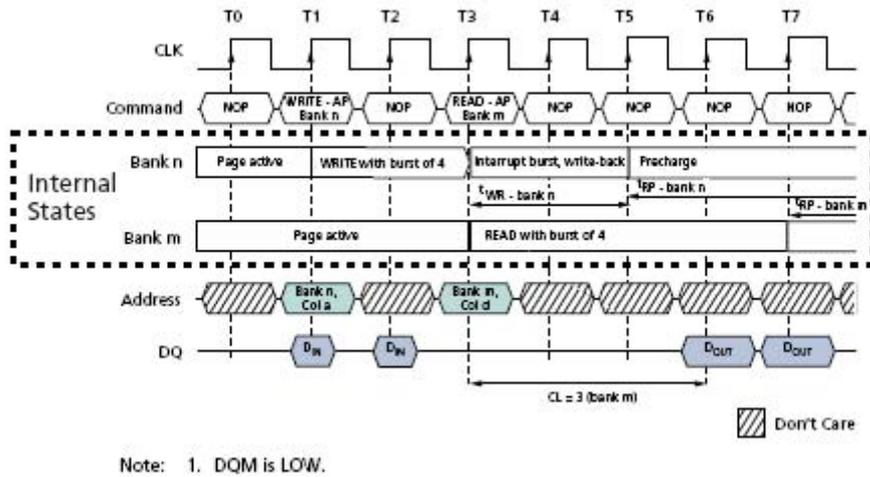 T0 T1 T2 T3 T4 T5 T6 T7
CLK
Command NOP WRITE - AP Bank n NOP READ - AP Bank m NOP NOP NOP NOP
Internal States
Bank n Page active WRITE with burst of 4 Interrupt burst, write-back Precharge
tWR - bank n tRP - bank n
tRP - bank m
Bank m Page active READ with burst of 4
Address Bank n, Col a Bank m, Col d
DQ DIN DIN DOUT DOUT
CL = 3 (bank m)
Don't Care
Note: 1. DQM is LOW.